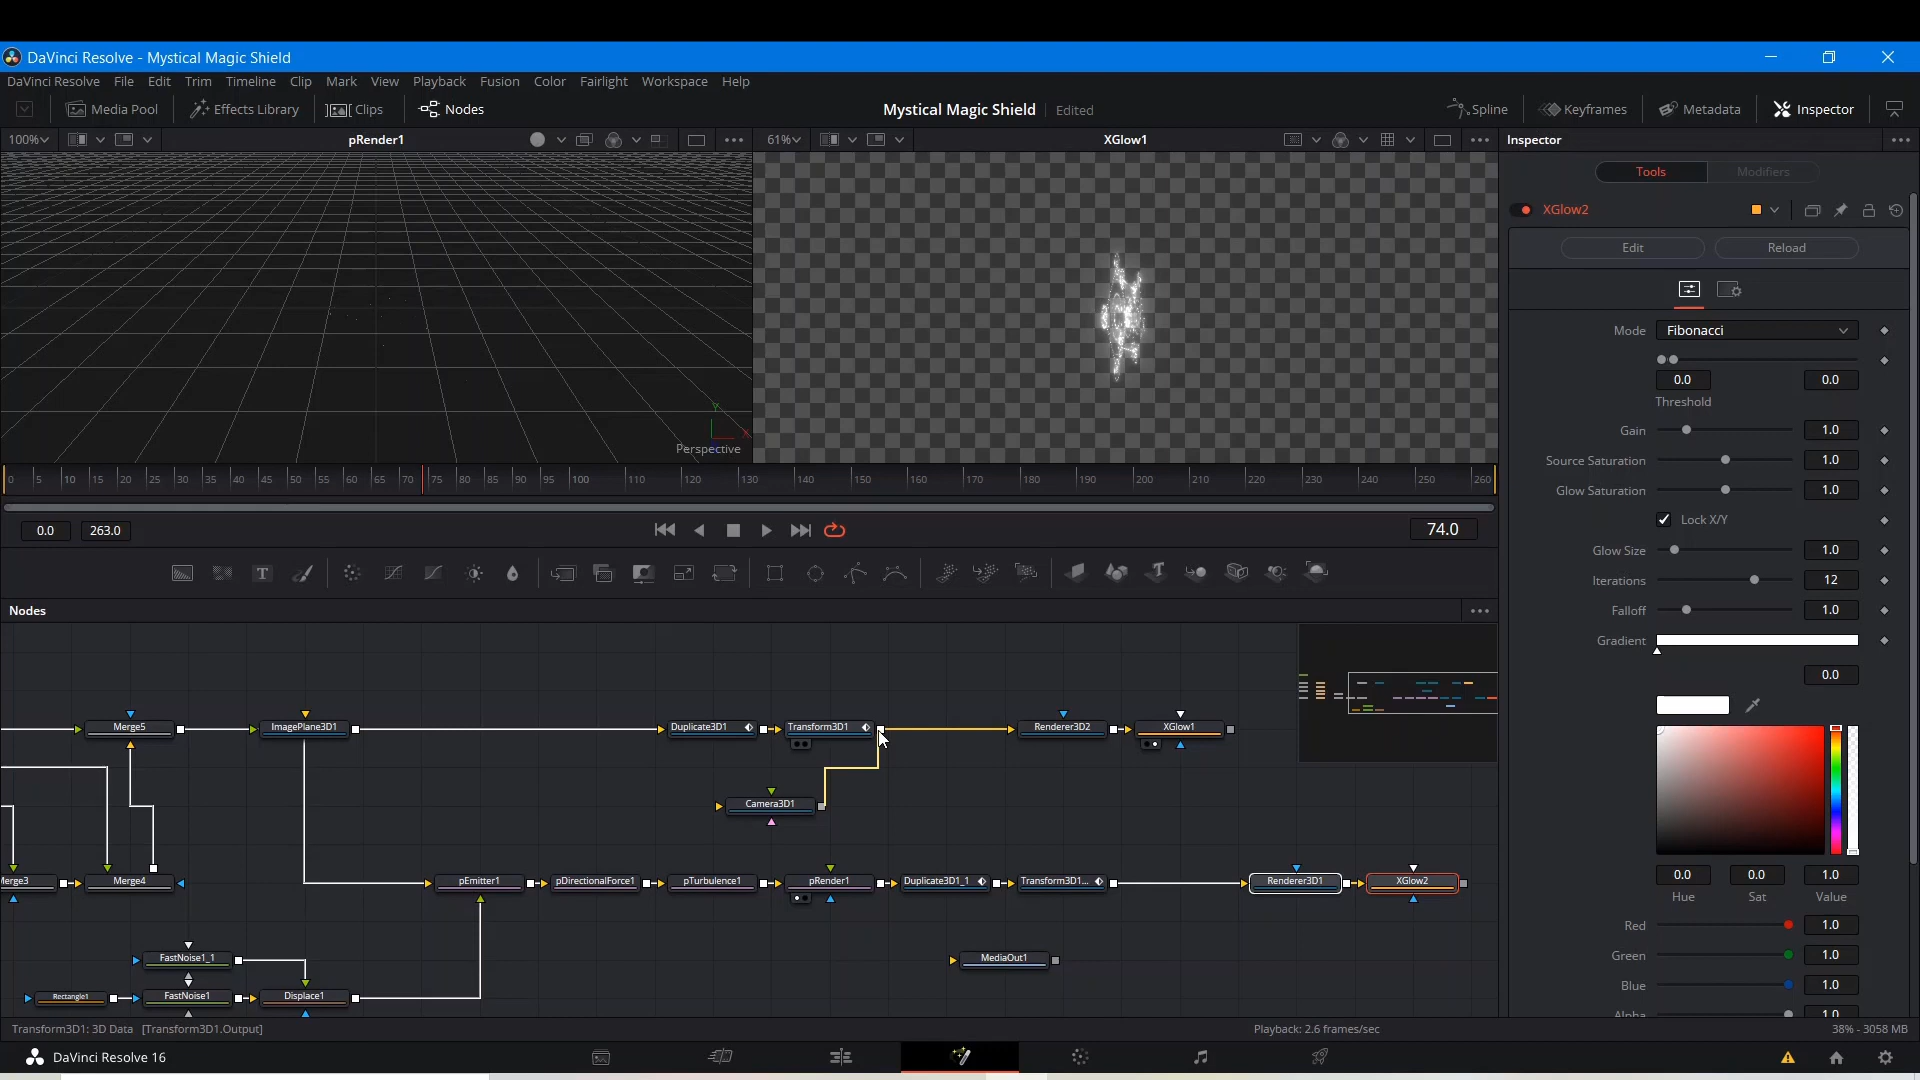 DaVinci Resolve - Mystical Magic Shield
DaVinci Resolve File Edit Trim Timeline Clip Mark View Playback Fusion Color Fairlight Workspace Help
Media Pool Effects Library Clips Nodes Mystical Magic Shield Edited Spline Keyframes Metadata Inspector
100% pRender1 61% XGlow1 Inspector
Tools Modifiers
XGlow2
Edit Reload
Mode Fibonacci
0.0 0.0
Threshold
Gain 1.0
Source Saturation 1.0
Glow Saturation 1.0
Lock X/Y
Glow Size 1.0
Iterations 12
Falloff 1.0
Gradient
0.0
0.0 0.0 1.0
Hue Sat Value
Red 1.0
Green 1.0
Blue 1.0
Alpha 1.0
Y
X
Perspective
0 5 10 15 20 25 30 35 40 45 50 55 60 65 70 75 80 85 90 95 100 110 120 130 140 150 160 170 180 190 200 210 220 230 240 250 260
0.0 263.0 74.0
Nodes
Merge5 ImagePlane3D1 Duplicate3D1 Transform3D1 Renderer3D2 XGlow1
Camera3D1
Merge3 Merge4 pEmitter1 pDirectionalForce1 pTurbulence1 pRender1 Duplicate3D1_1 Transform3D1... Renderer3D1 XGlow2
FastNoise1_1 MediaOut1
Rectangle1 FastNoise1 Displace1
Transform3D1: 3D Data [Transform3D1.Output] Playback: 2.6 frames/sec 38% - 3058 MB
DaVinci Resolve 16